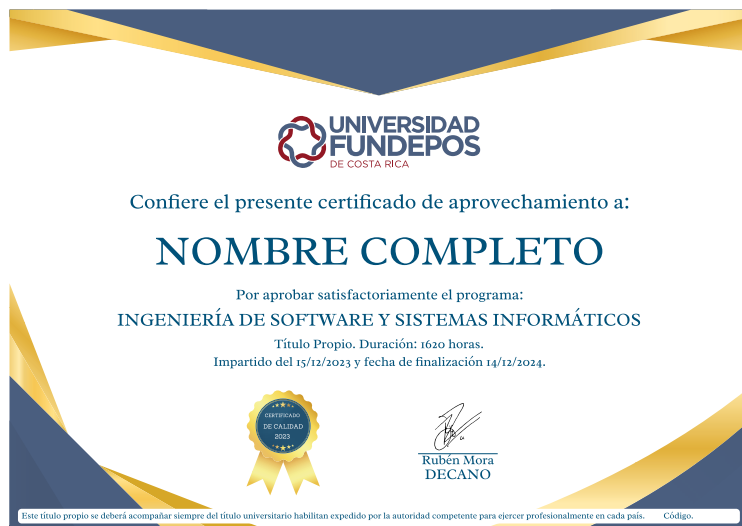 UNIVERSIDAD
FUNDEPOS
DE COSTA RICA
Confiere el presente certificado de aprovechamiento a:
NOMBRE COMPLETO
Por aprobar satisfactoriamente el programa:
INGENIERÍA DE SOFTWARE Y SISTEMAS INFORMÁTICOS
Título Propio. Duración: 1620 horas.
Impartido del 15/12/2023 y fecha de finalización 14/12/2024.
CERTIFICADO
DE CALIDAD
2023
Rubén Mora
DECANO
Este título propio se deberá acompañar siempre del título universitario habilitan expedido por la autoridad competente para ejercer profesionalmente en cada país. Código.